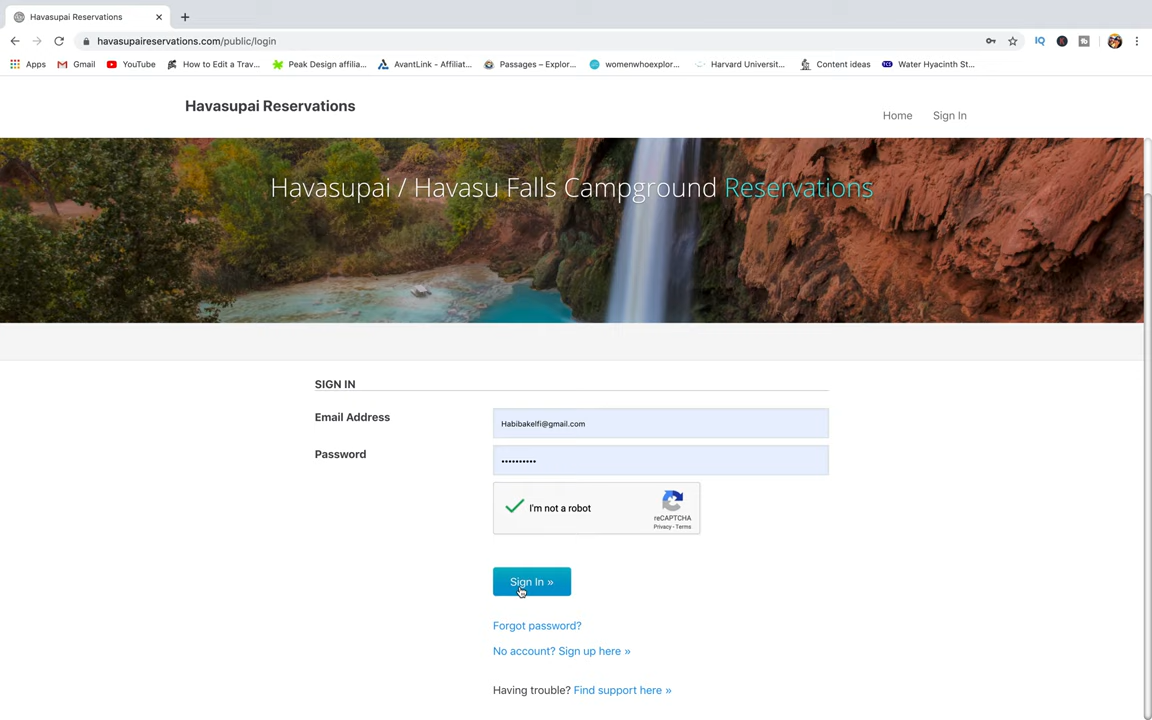 Havasupai Reservations
havasupaireservations.com/public/login
Apps Gmail YouTube How to Edit a Trav... Peak Design affilia... AvantLink - Affiliat... Passages – Explor... womenwhoexplor... Harvard Universit... Content ideas Water Hyacinth St...
Havasupai Reservations
Home Sign In
Havasupai / Havasu Falls Campground Reservations
SIGN IN
Email Address Habibakelfi@gmail.com
Password ••••••••••
I'm not a robot
reCAPTCHA
Privacy - Terms
Sign In »
Forgot password?
No account? Sign up here »
Having trouble? Find support here »